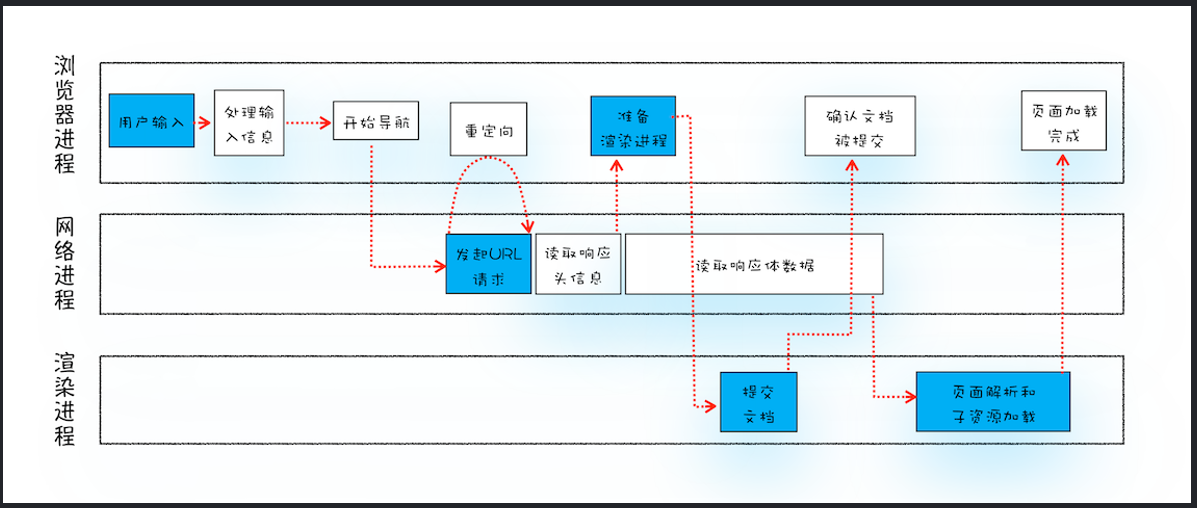 浏览器进程
用户输入
处理输
入信息
开始导航
重定向
准备
渲染进程
确认文档
被提交
页面加载
完成
网络进程
发起URL
请求
读取响应
头信息
读取响应体数据
渲染进程
提交
文档
页面解析和
子资源加载